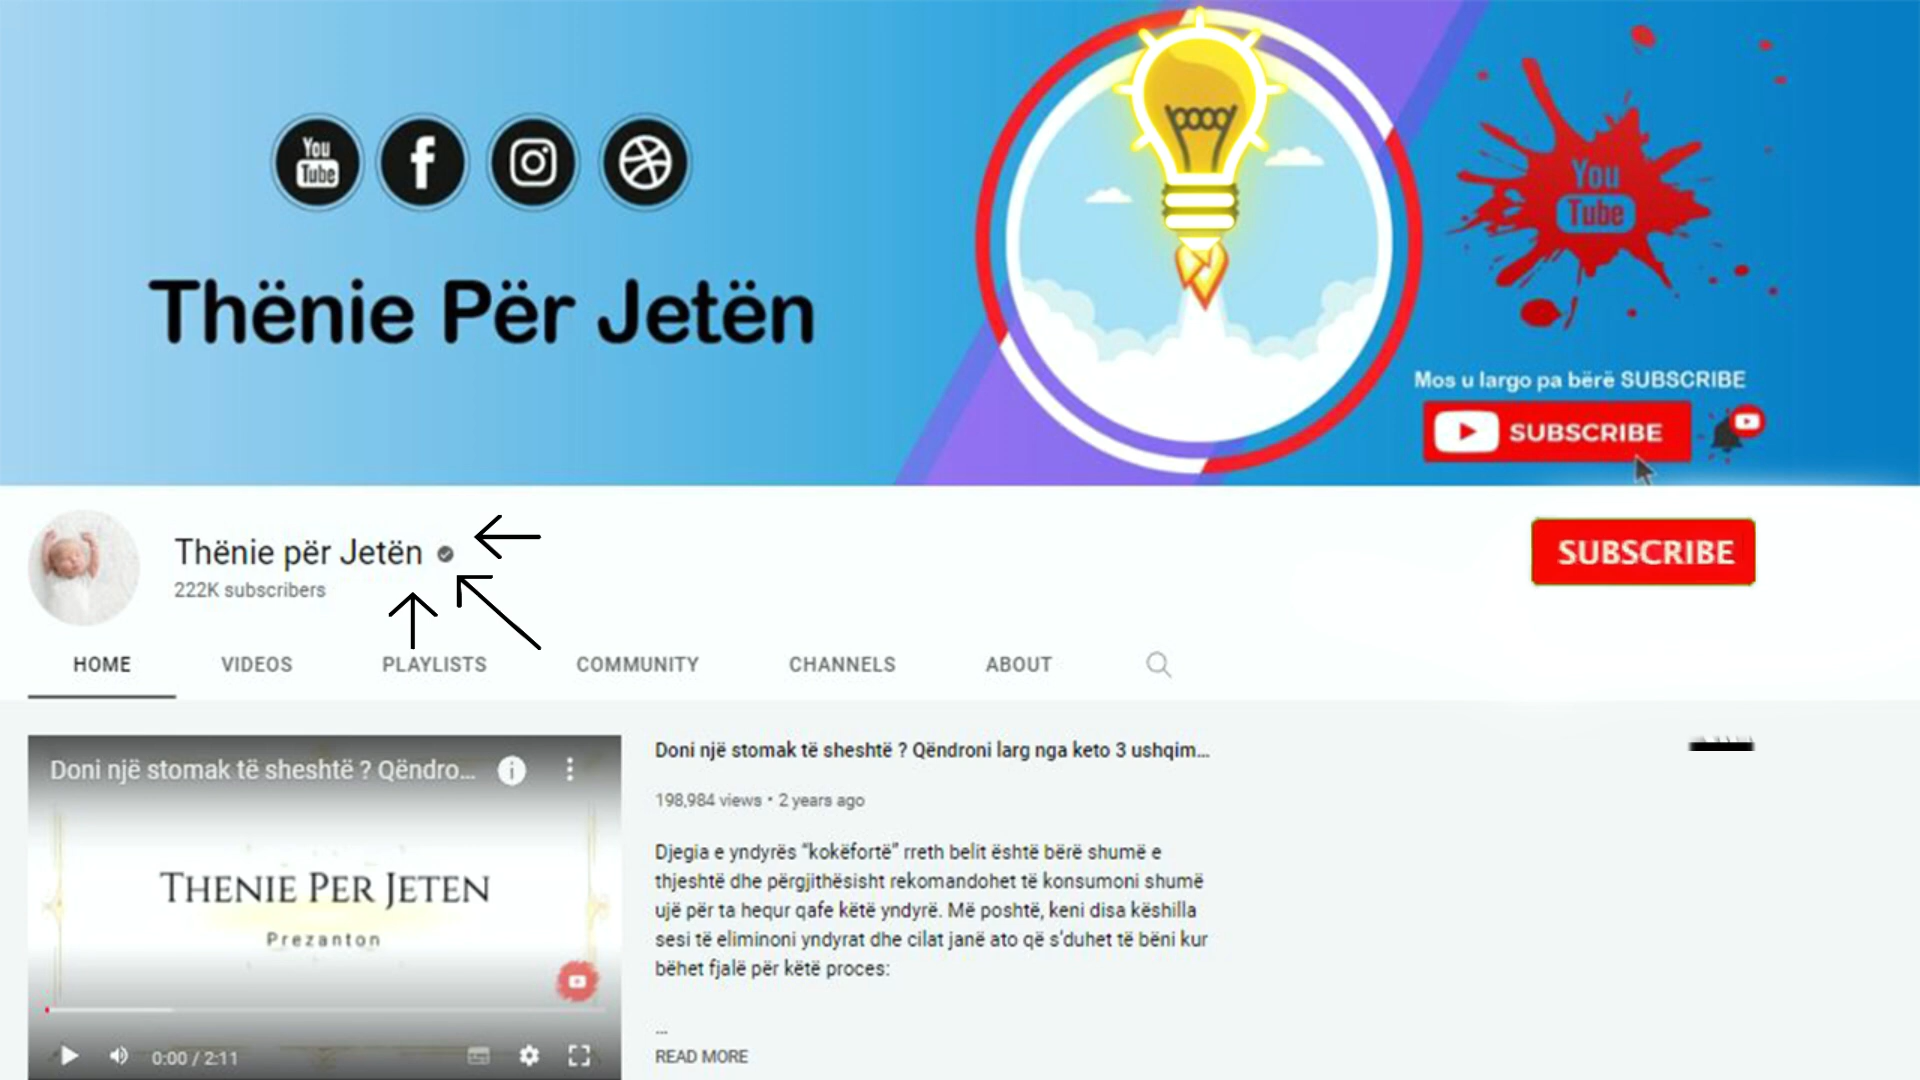 You
Tube
Thënie Për Jetën
You
Tube
Mos u largo pa bërë SUBSCRIBE
SUBSCRIBE
Thënie për Jetën
222K subscribers
SUBSCRIBE
HOME VIDEOS PLAYLISTS COMMUNITY CHANNELS ABOUT
Doni një stomak të sheshtë ? Qëndro...
THENIE PER JETEN
Prezanton
0:00 / 2:11
Doni një stomak të sheshtë ? Qëndroni larg nga keto 3 ushqim...
198,984 views • 2 years ago
Djegia e yndyrës “kokëfortë” rreth belit është bërë shumë e
thjeshtë dhe përgjithësisht rekomandohet të konsumoni shumë
ujë për ta hequr qafe këtë yndyrë. Më poshtë, keni disa këshilla
sesi të eliminoni yndyrat dhe cilat janë ato që s'duhet të bëni kur
bëhet fjalë për këtë proces:
...
READ MORE